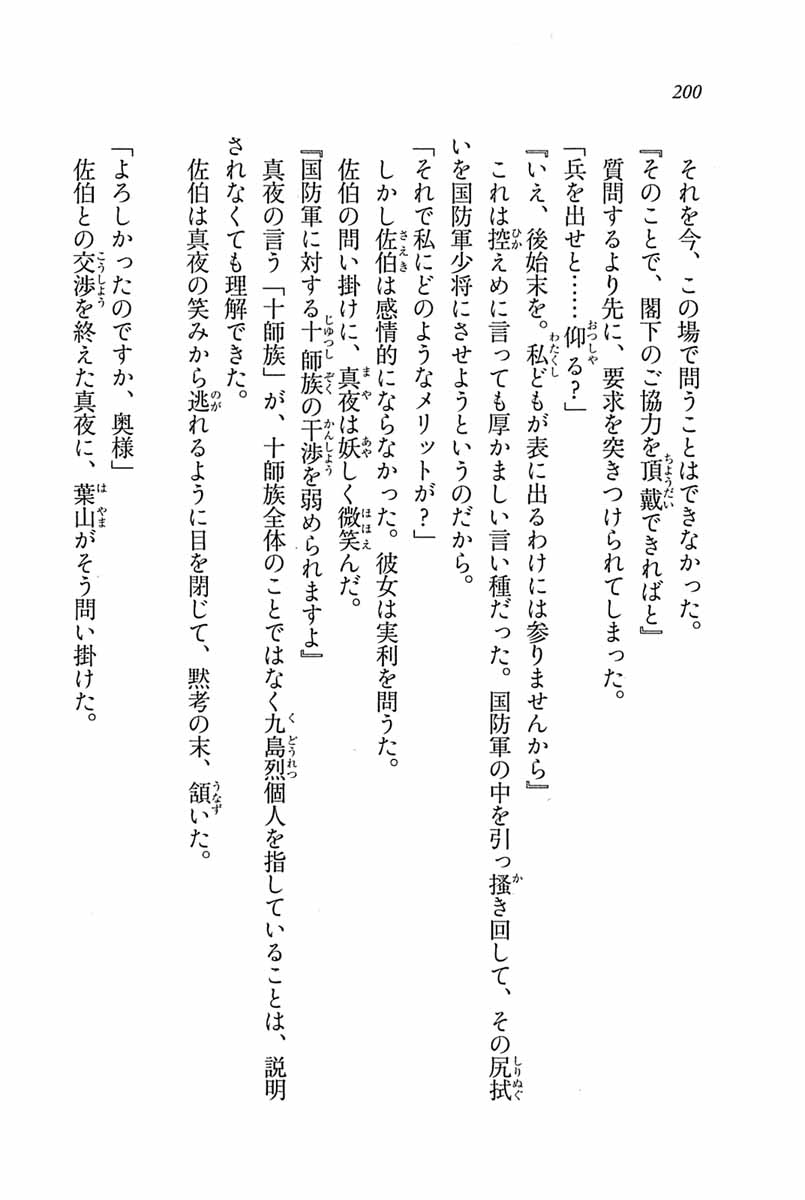 200
それを今、この場で問うことはできなかった。
『そのことで、閣下のご協力を頂戴できればと』
質問するより先に、要求を突きつけられてしまった。
「兵を出せと……仰る?」
『いえ、後始末を。私どもが表に出るわけには参りませんから』
これは控えめに言っても厚かましい言い種だった。国防軍の中を引っ掻き回して、その尻拭
いを国防軍少将にさせようというのだから。
「それで私にどのようなメリットが?」
しかし佐伯は感情的にならなかった。彼女は実利を問うた。
佐伯の問い掛けに、真夜は妖しく微笑んだ。
『国防軍に対する十師族の干渉を弱められますよ』
真夜の言う「十師族」が、十師族全体のことではなく九島烈個人を指していることは、説明
されなくても理解できた。
佐伯は真夜の笑みから逃れるように目を閉じて、黙考の末、頷いた。
「よろしかったのですか、奥様」
佐伯との交渉を終えた真夜に、葉山がそう問い掛けた。